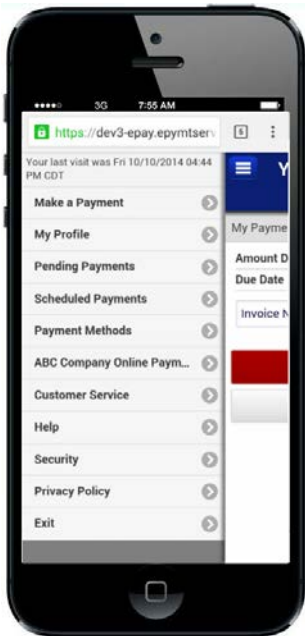 3G 7:55 AM
https://dev3-epay.epymtserv 6
Your last visit was Fri 10/10/2014 04:44
PM CDT
Y
Make a Payment
My Profile
My Payme
Pending Payments
Amount D
Scheduled Payments
Due Date
Payment Methods
Invoice N
ABC Company Online Paym...
Customer Service
Help
Security
Privacy Policy
Exit